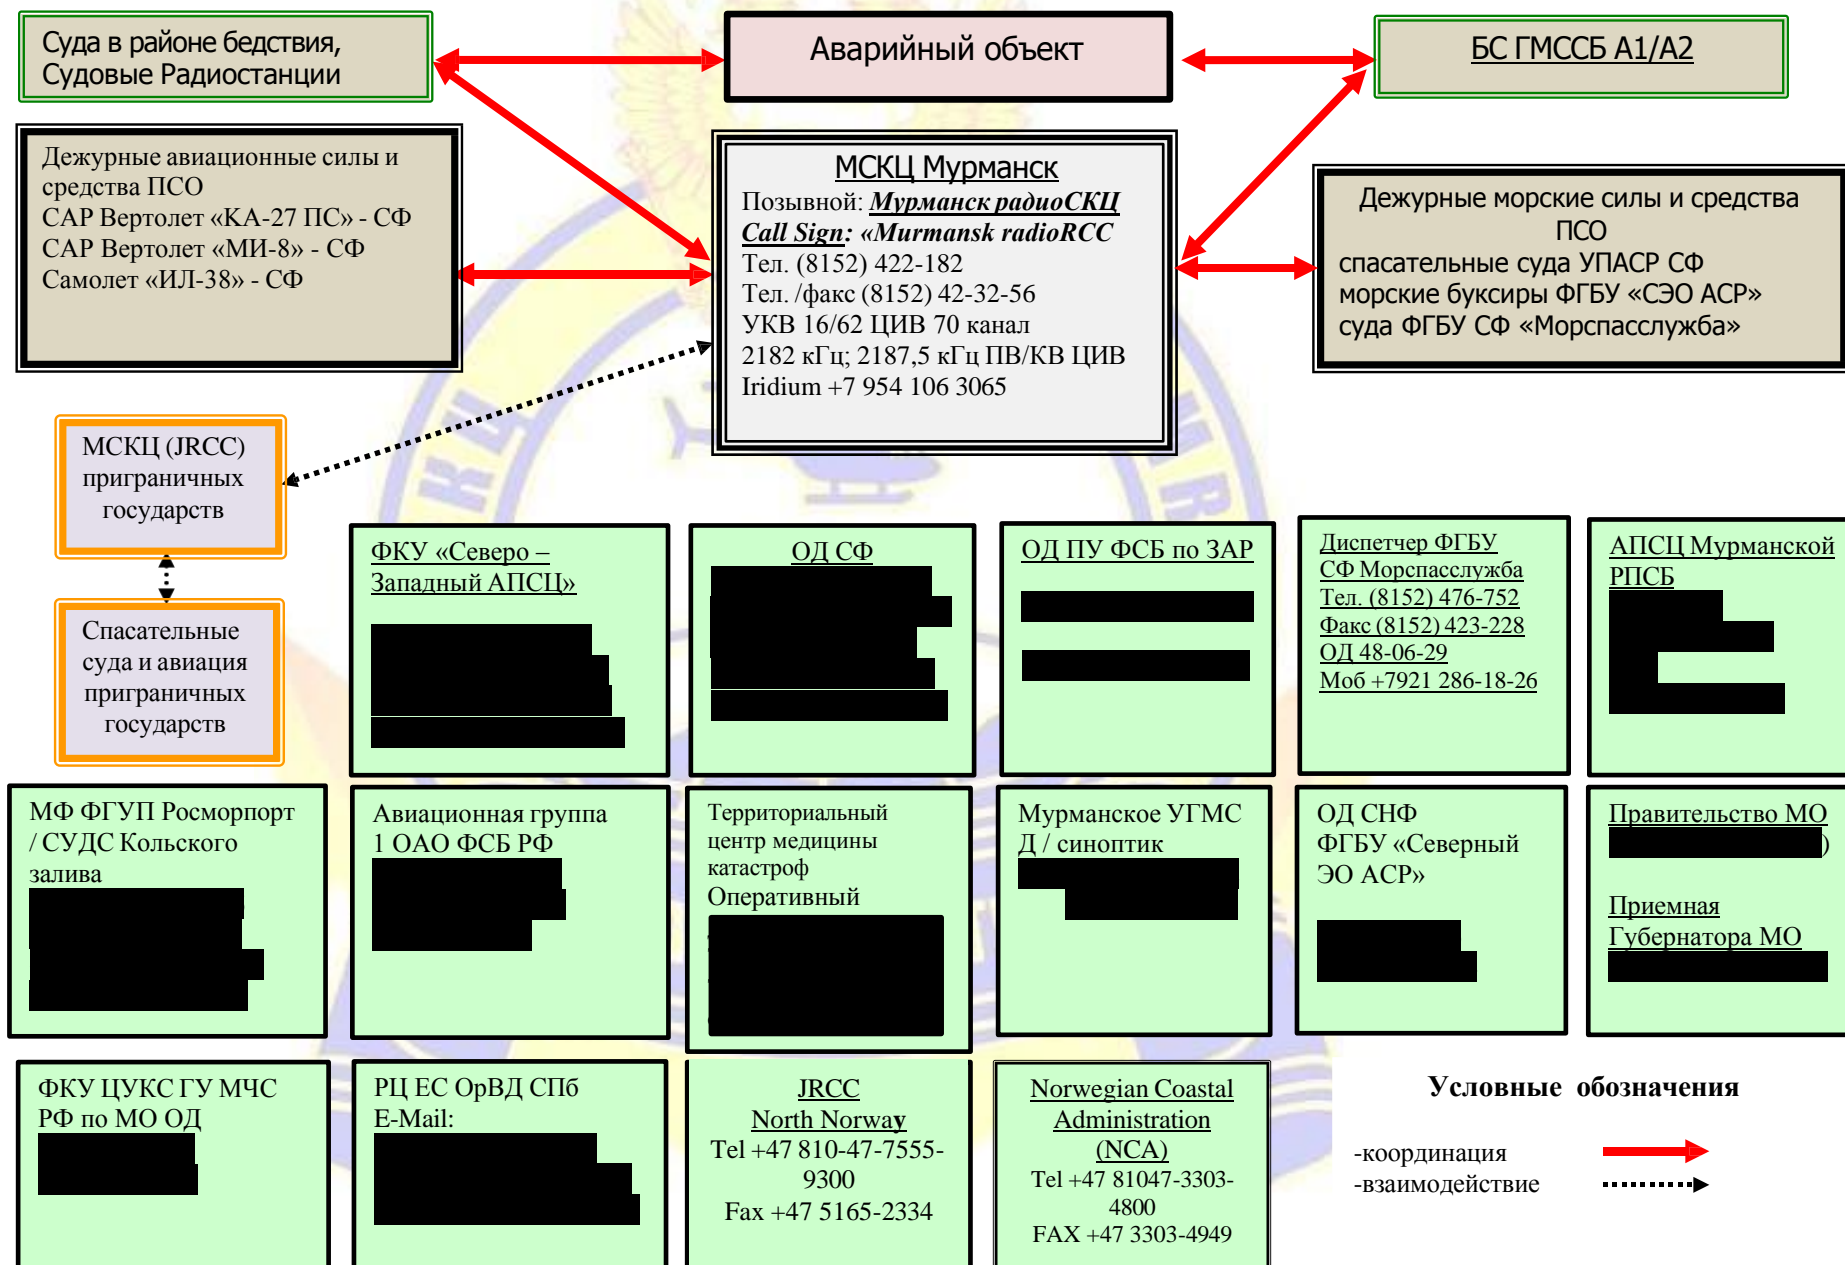 Суда в районе бедствия,
Судовые Радиостанции
Аварийный объект
БС ГМССБ А1/А2
Дежурные авиационные силы и
средства ПСО
САР Вертолет «КА-27 ПС» - СФ
САР Вертолет «МИ-8» - СФ
Самолет «ИЛ-38» - СФ
МСКЦ Мурманск
Позывной: Мурманск радиоСКЦ
Call Sign: «Murmansk radioRCC
Тел. (8152) 422-182
Тел. /факс (8152) 42-32-56
УКВ 16/62 ЦИВ 70 канал
2182 кГц; 2187,5 кГц ПВ/КВ ЦИВ
Iridium +7 954 106 3065
Дежурные морские силы и средства
ПСО
спасательные суда УПАСР СФ
морские буксиры ФГБУ «СЭО АСР»
суда ФГБУ СФ «Морспасслужба»
МСКЦ (JRCC)
приграничных
государств
Спасательные
суда и авиация
приграничных
государств
ФКУ «Северо –
Западный АПСЦ»
ОД СФ
ОД ПУ ФСБ по ЗАР
Диспетчер ФГБУ
СФ Морспасслужба
Тел. (8152) 476-752
Факс (8152) 423-228
ОД 48-06-29
Моб +7921 286-18-26
АПСЦ Мурманской
РПСБ
МФ ФГУП Росморпорт
/ СУДС Кольского
залива
Авиационная группа
1 ОАО ФСБ РФ
Территориальный
центр медицины
катастроф
Оперативный
Мурманское УГМС
Д / синоптик
ОД СНФ
ФГБУ «Северный
ЭО АСР»
Правительство МО
)
Приемная
Губернатора МО
ФКУ ЦУКС ГУ МЧС
РФ по МО ОД
РЦ ЕС ОрВД СПб
E-Mail:
JRCC
North Norway
Tel +47 810-47-7555-
9300
Fax +47 5165-2334
Norwegian Coastal
Administration
(NCA)
Tel +47 81047-3303-
4800
FAX +47 3303-4949
Условные обозначения
-координация
-взаимодействие